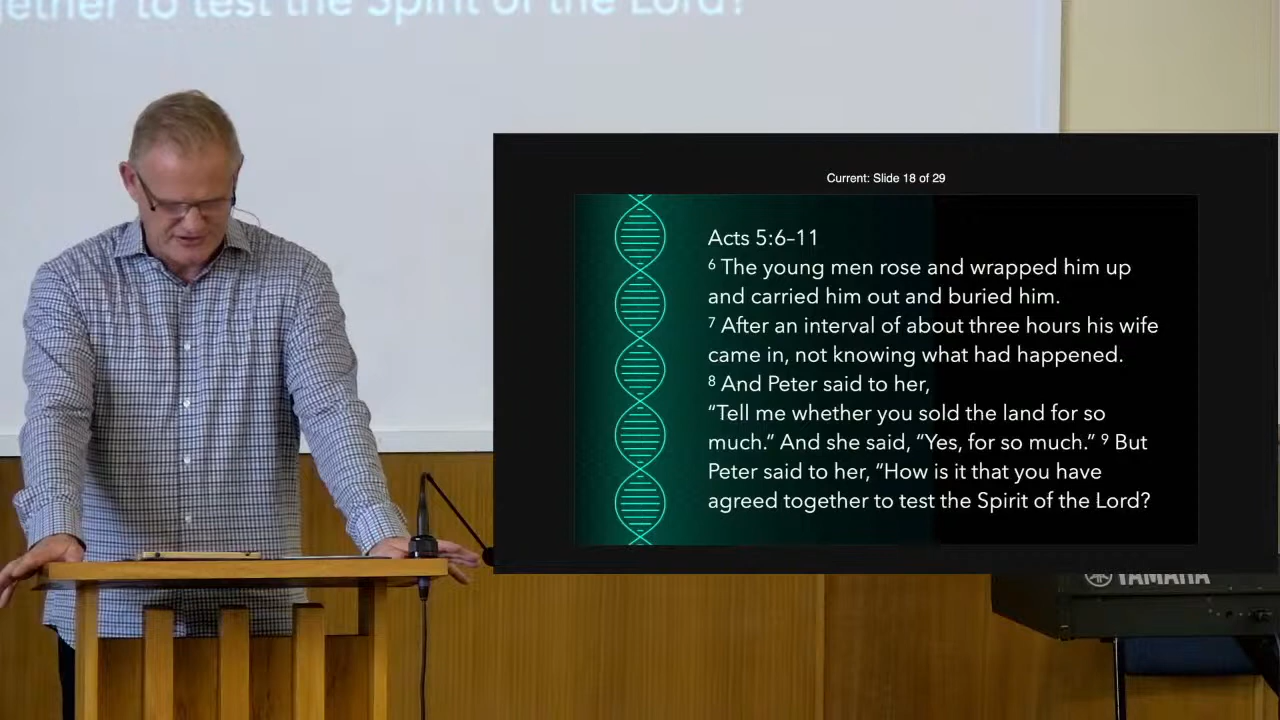 gether to test the Spirit of the Lord?
Current: Slide 18 of 29
Acts 5:6–11
⁶ The young men rose and wrapped him up
and carried him out and buried him.
⁷ After an interval of about three hours his wife
came in, not knowing what had happened.
⁸ And Peter said to her,
“Tell me whether you sold the land for so
much.” And she said, “Yes, for so much.” ⁹ But
Peter said to her, “How is it that you have
agreed together to test the Spirit of the Lord?
YAMAHA